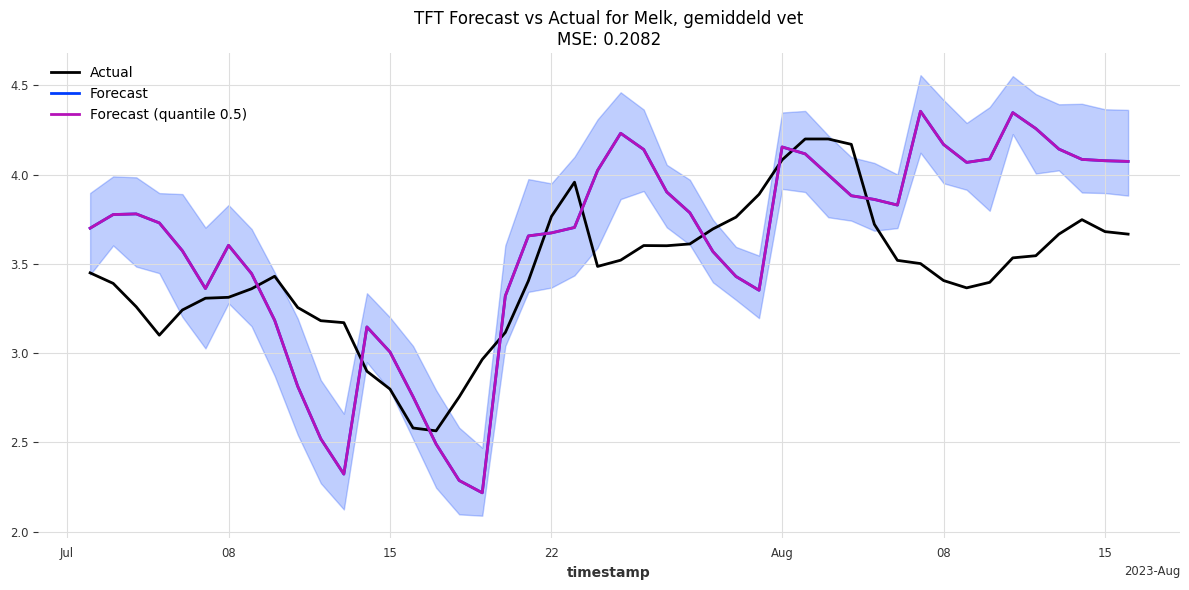 TFT Forecast vs Actual for Melk, gemiddeld vet
MSE: 0.2082
Actual
Forecast
Forecast (quantile 0.5)
4.5
4.0
3.5
3.0
2.5
2.0
Jul 08 15 22 Aug 08 15
timestamp
2023-Aug